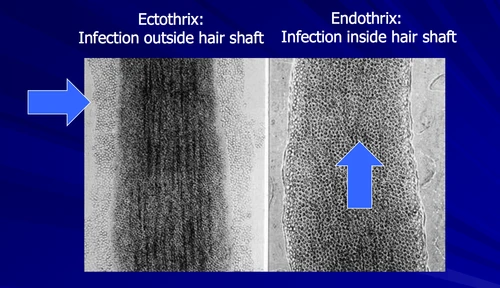 Ectothrix:
Infection outside hair shaft
Endothrix:
Infection inside hair shaft